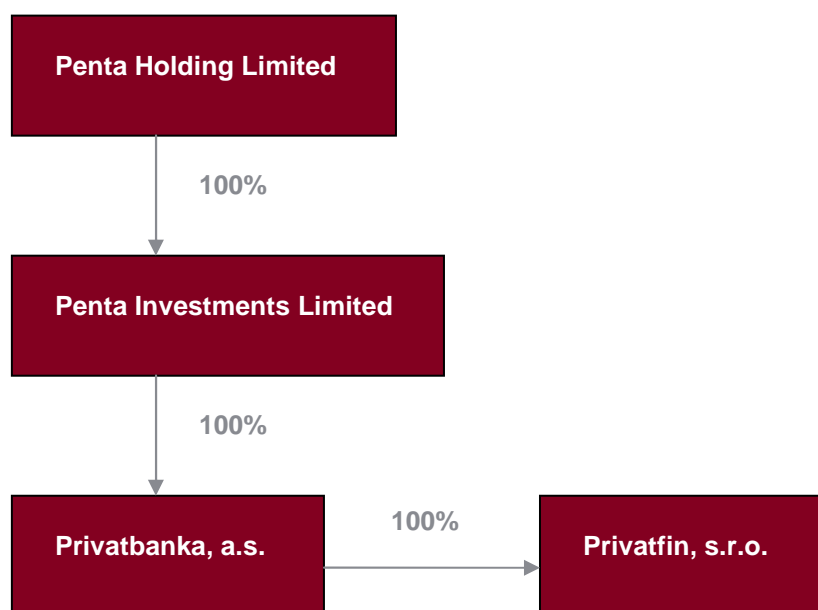 Penta Holding Limited
100%
Penta Investments Limited
100%
Privatbanka, a.s.
100%
Privatfin, s.r.o.